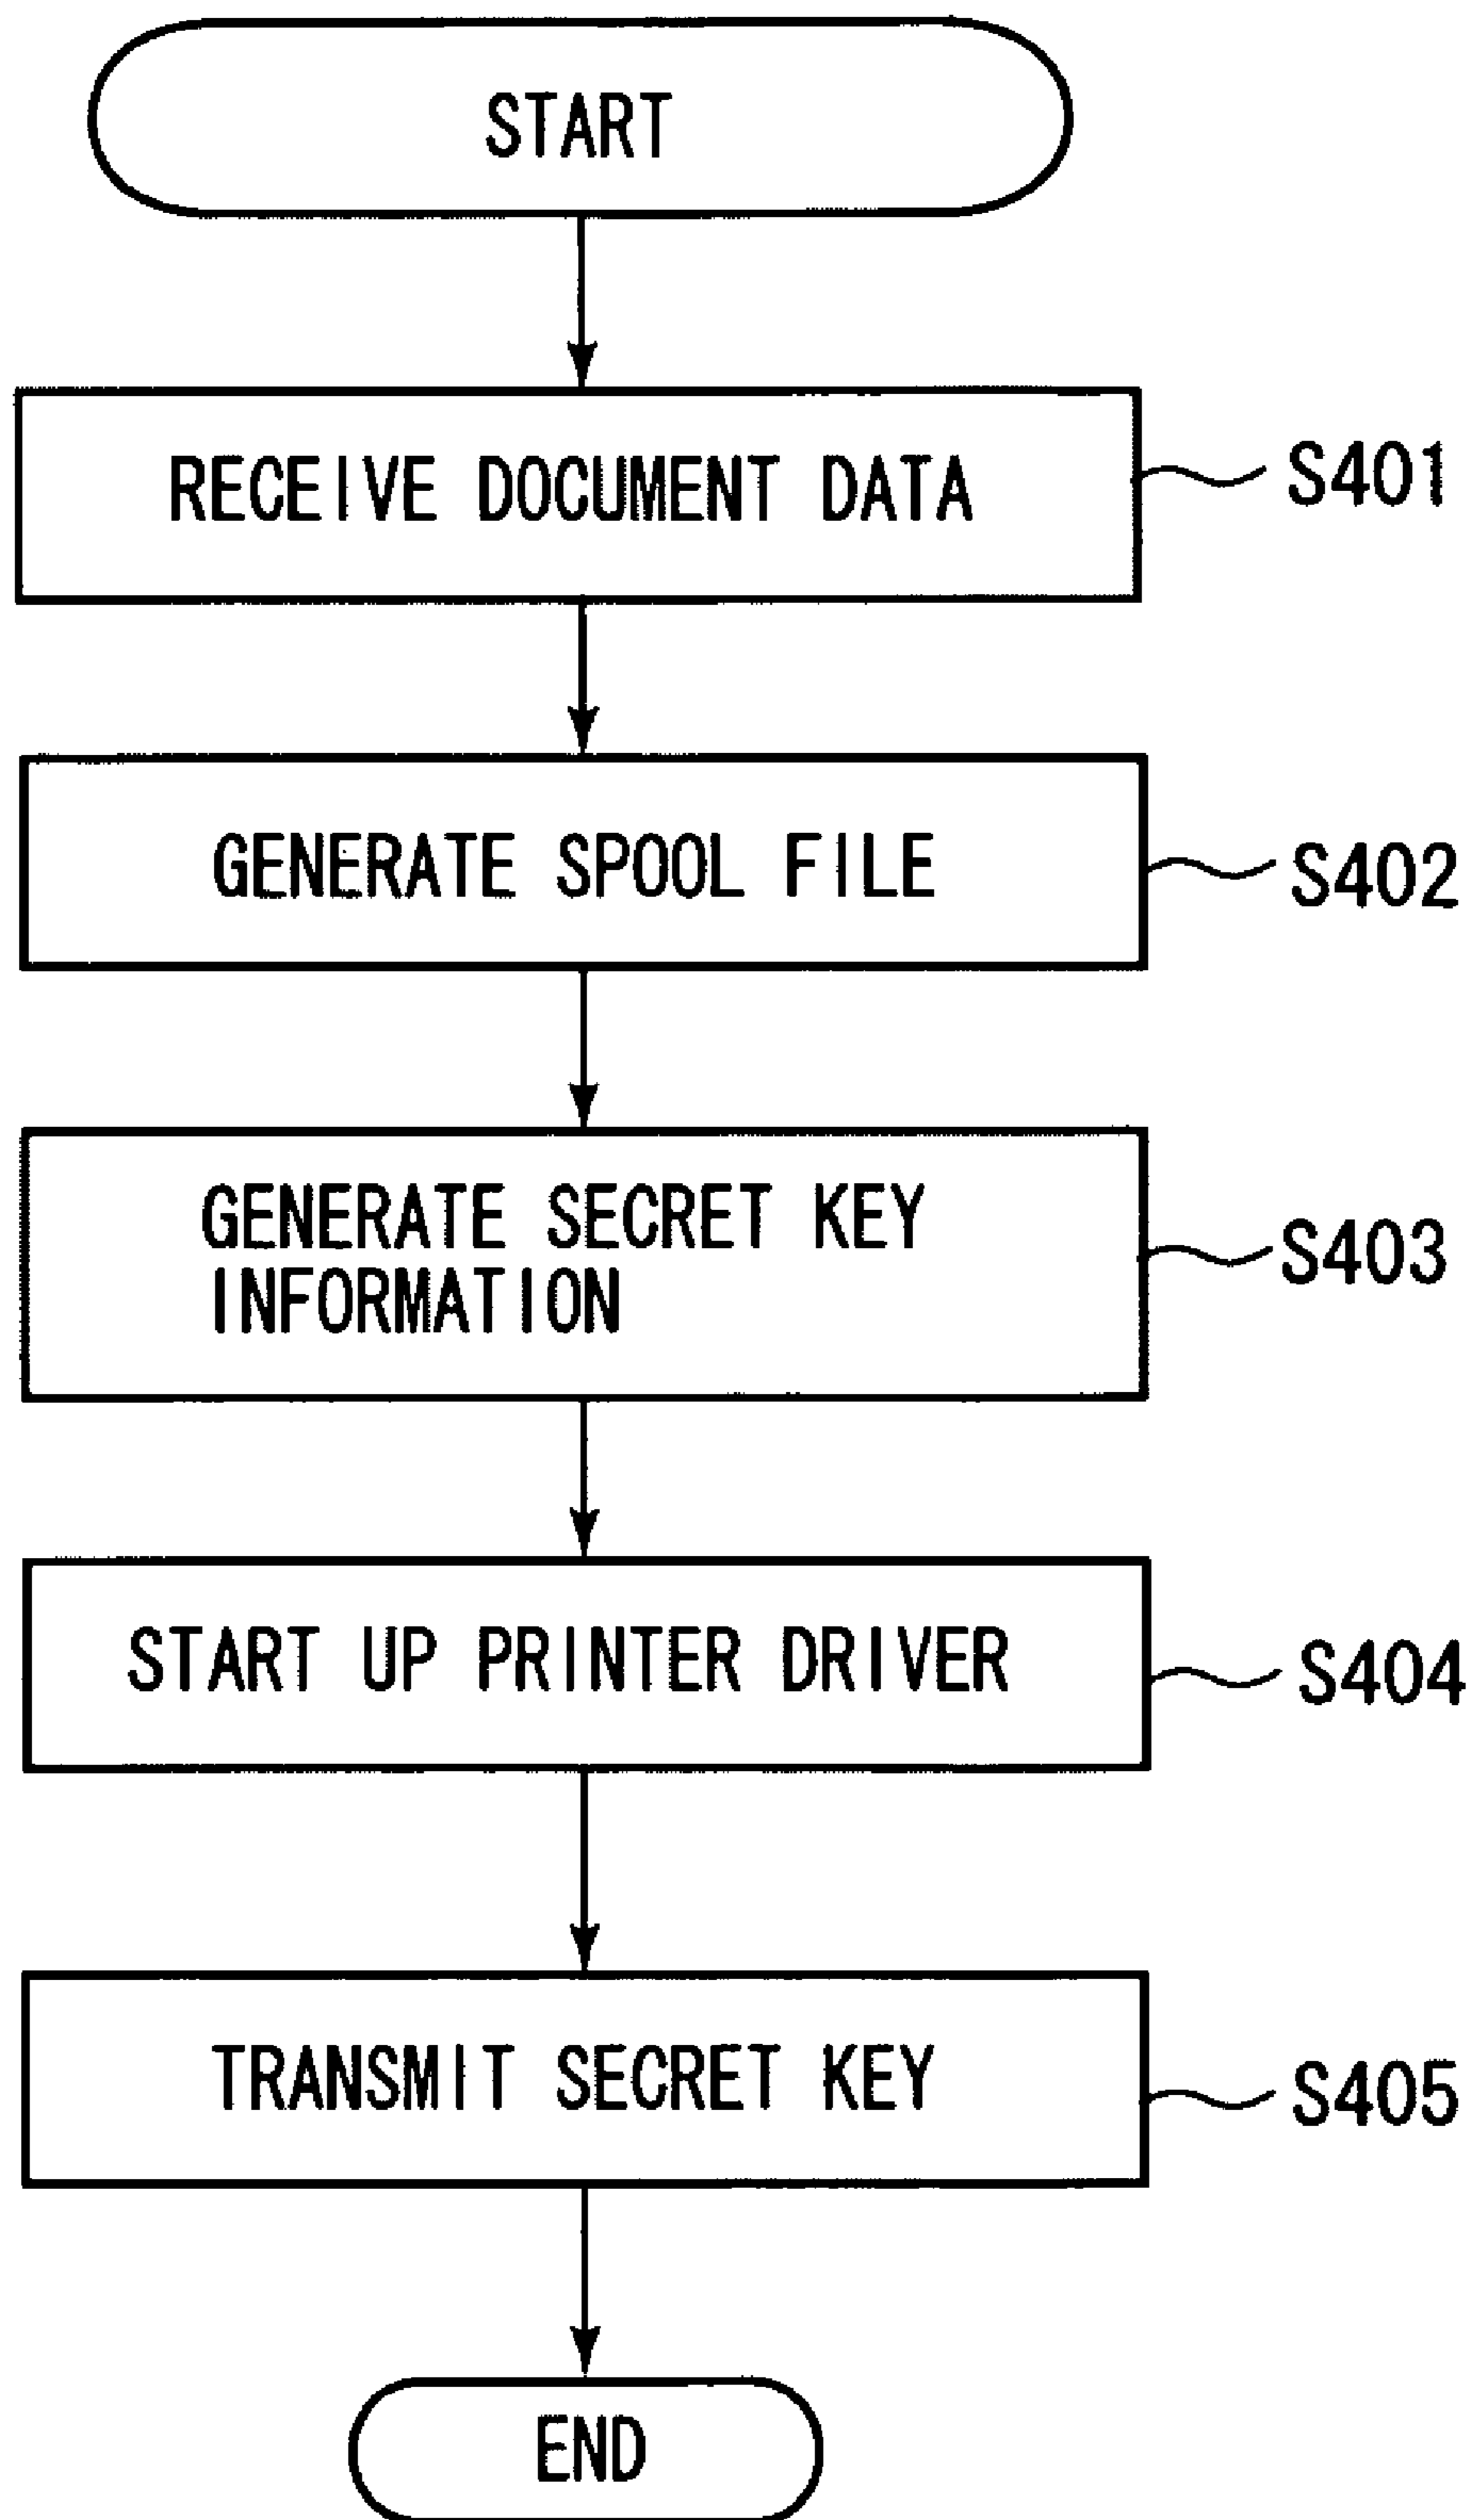 START
RECEIVE DOCUMENT DATA
S401
GENERATE SPOOL FILE
S402
GENERATE SECRET KEY
INFORMATION
S403
START UP PRINTER DRIVER
S404
TRANSMIT SECRET KEY
S405
END